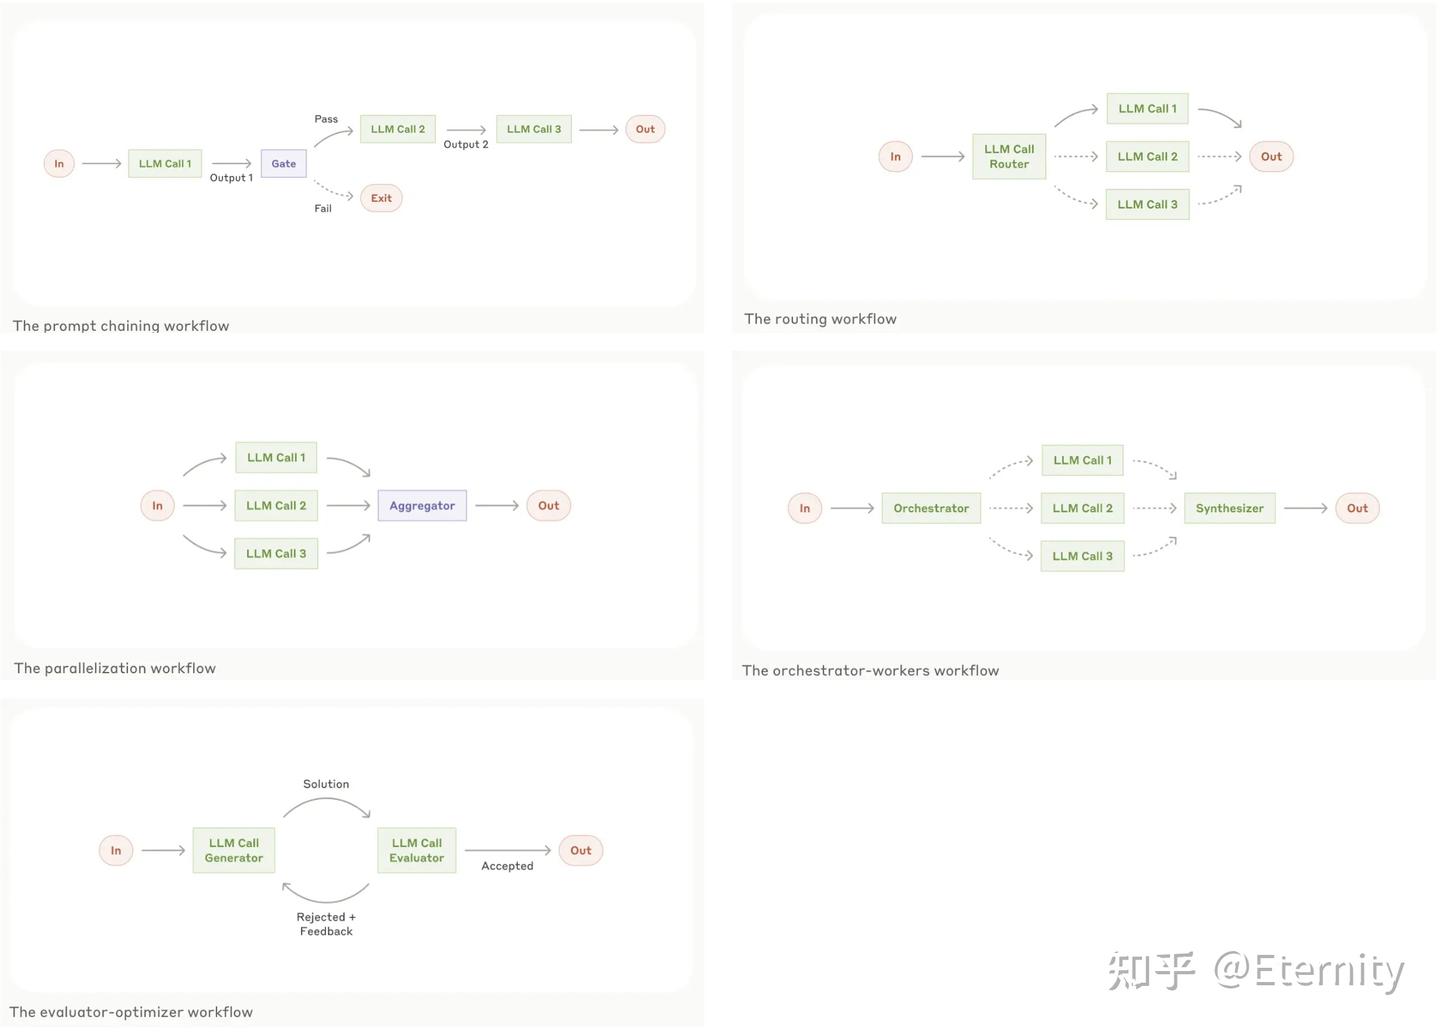 Pass
LLM Call 2
LLM Call 3
Out
Output 2
In
LLM Call 1
Gate
Output 1
Exit
Fail
The prompt chaining workflow
LLM Call 1
In
LLM Call
Router
LLM Call 2
Out
LLM Call 3
The routing workflow
LLM Call 1
In
LLM Call 2
Aggregator
Out
LLM Call 3
The parallelization workflow
LLM Call 1
In
Orchestrator
LLM Call 2
Synthesizer
Out
LLM Call 3
The orchestrator-workers workflow
Solution
In
LLM Call
Generator
LLM Call
Evaluator
Out
Accepted
Rejected +
Feedback
The evaluator-optimizer workflow
知乎 @Eternity